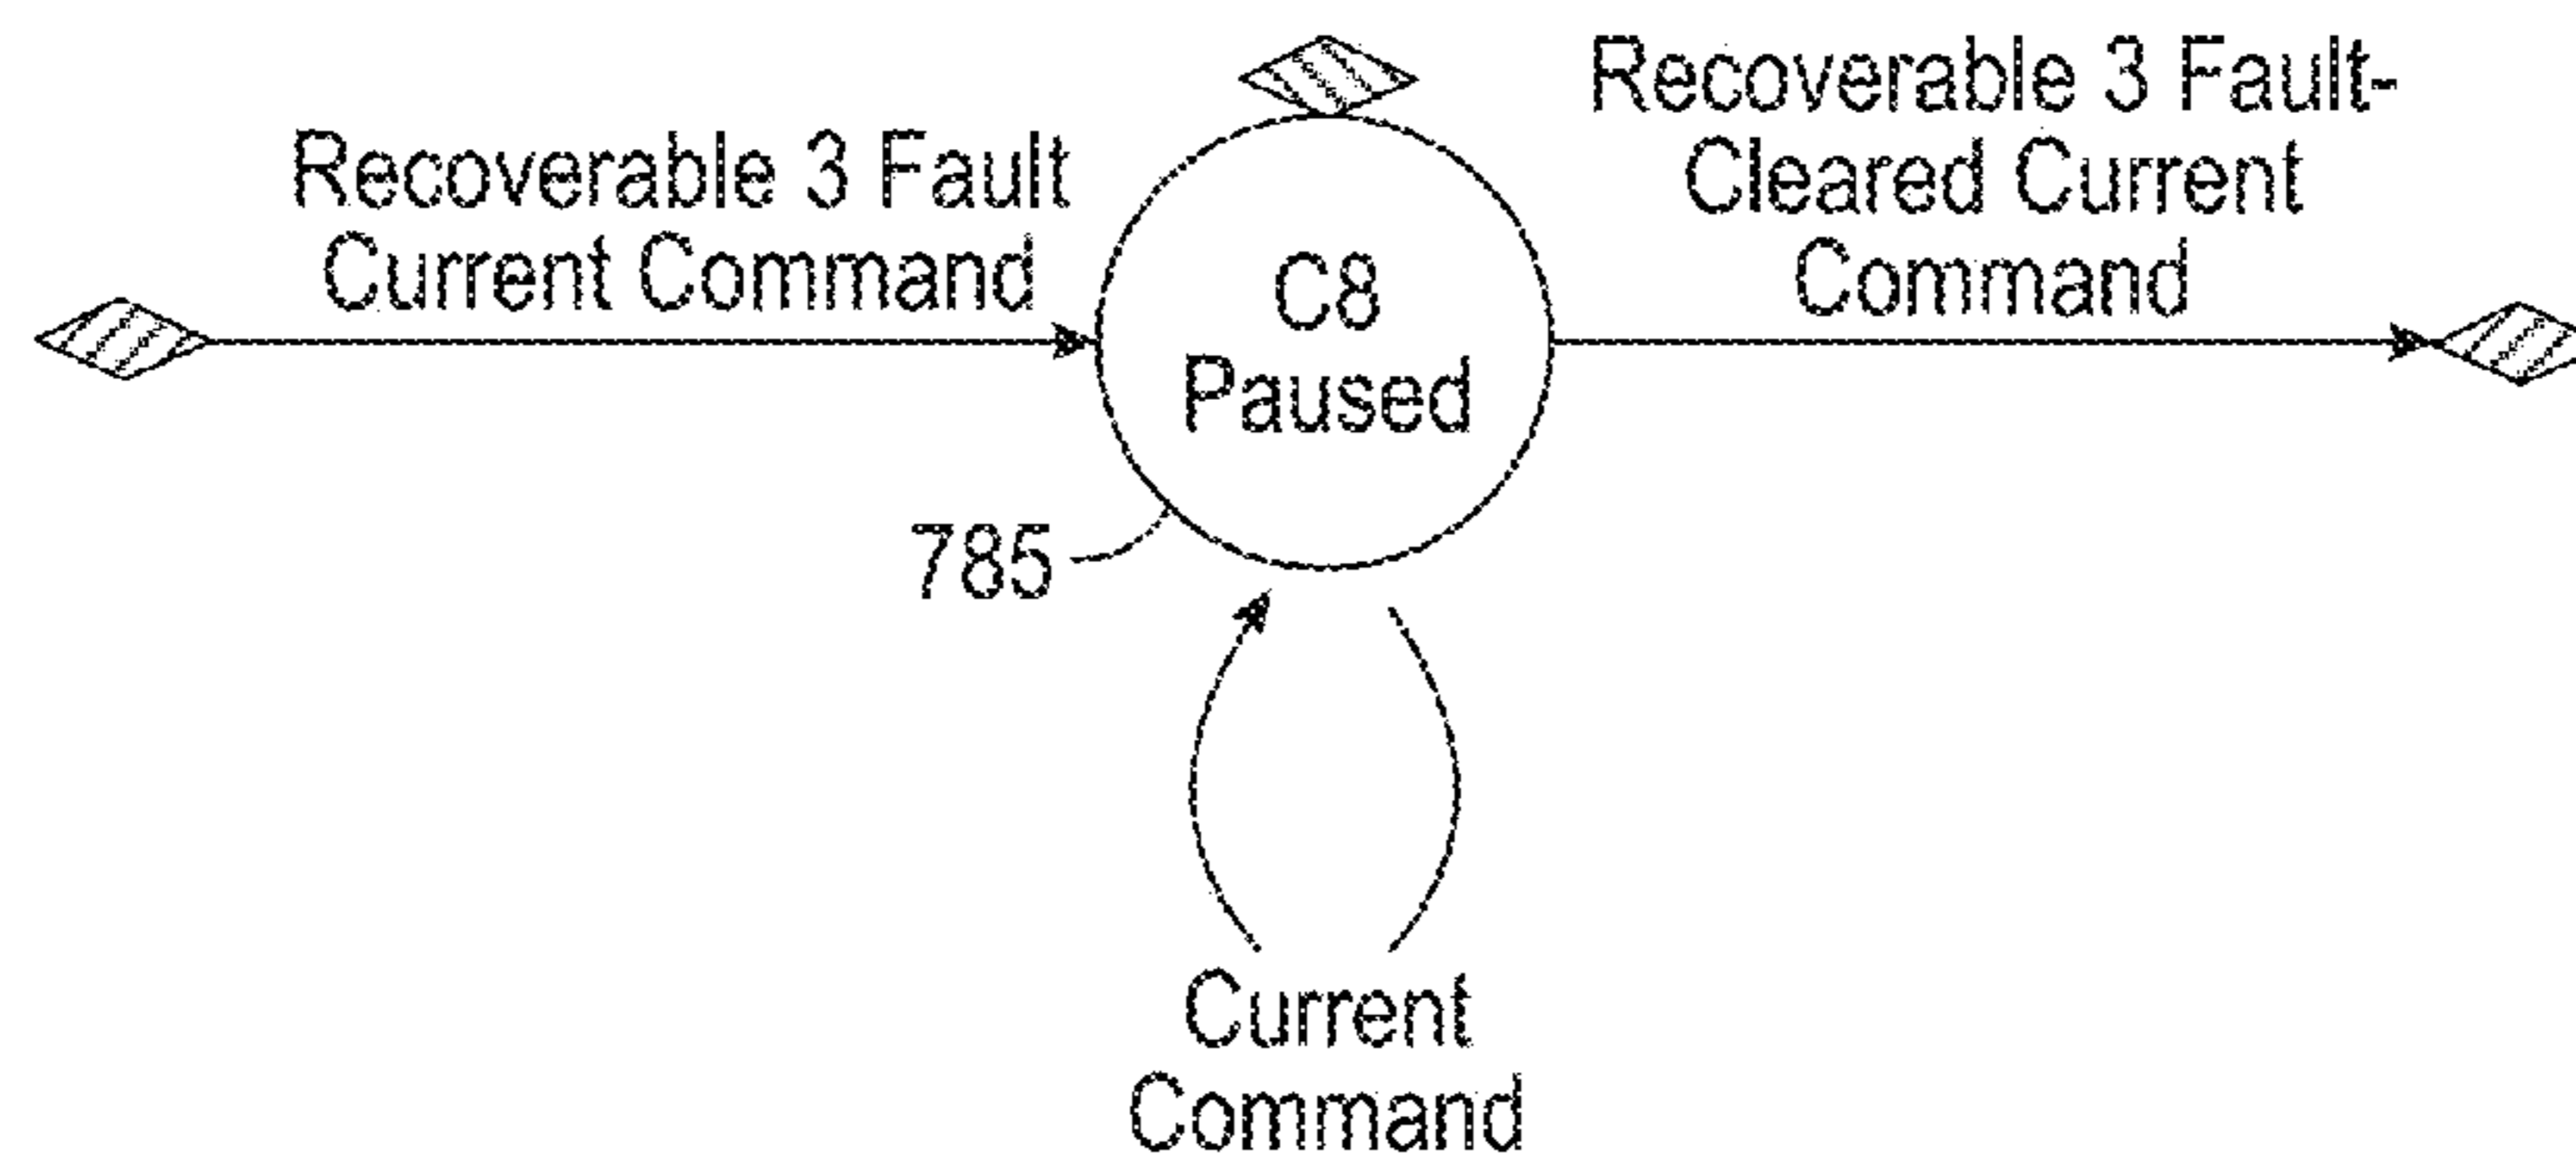 Recoverable 3 Fault
Current Command
C8
Paused
Recoverable 3 Fault-
Cleared Current
Command
785
Current
Command